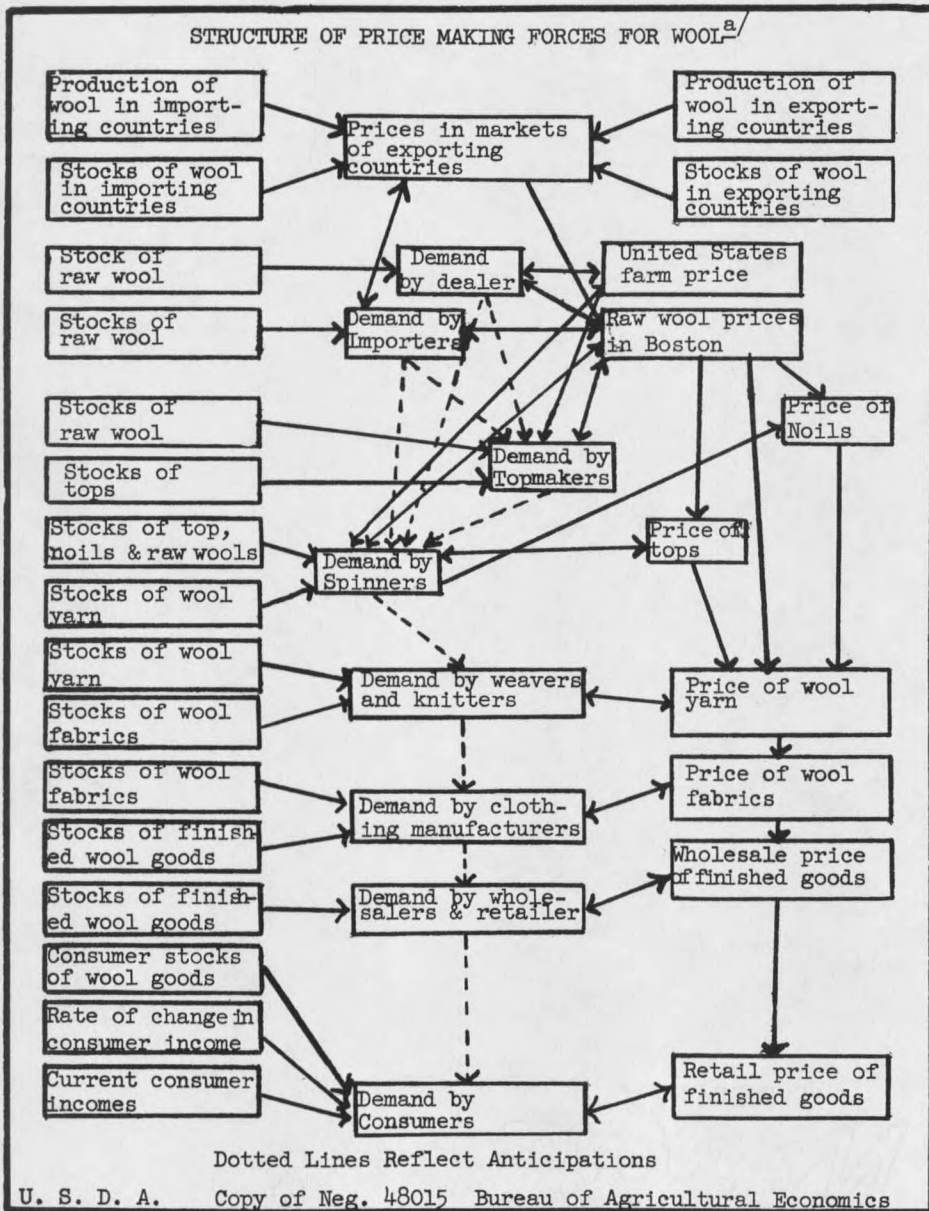 STRUCTURE OF PRICE MAKING FORCES FOR WOOL a/
Production of
wool in import-
ing countries
Production of
wool in export-
ing countries
Prices in markets
of exporting
countries
Stocks of wool
in importing
countries
Stocks of wool
in exporting
countries
Stock of
raw wool
Demand
by dealer
United States
farm price
Stocks of
raw wool
Demand by
Importers
Raw wool prices
in Boston
Stocks of
raw wool
Price of
Noils
Demand by
Topmakers
Stocks of
tops
Stocks of top,
noils & raw wools
Price of
tops
Demand by
Spinners
Stocks of wool
yarn
Stocks of wool
yarn
Demand by weavers
and knitters
Price of wool
yarn
Stocks of wool
fabrics
Stocks of wool
fabrics
Price of wool
fabrics
Demand by cloth-
ing manufacturers
Stocks of finish
ed wool goods
Wholesale price
of finished goods
Stocks of finish-
ed wool goods
Demand by whole-
salers & retailer
Consumer stocks
of wool goods
Rate of change in
consumer income
Current consumer
incomes
Demand by
Consumers
Retail price of
finished goods
Dotted Lines Reflect Anticipations
U. S. D. A. Copy of Neg. 48015 Bureau of Agricultural Economics